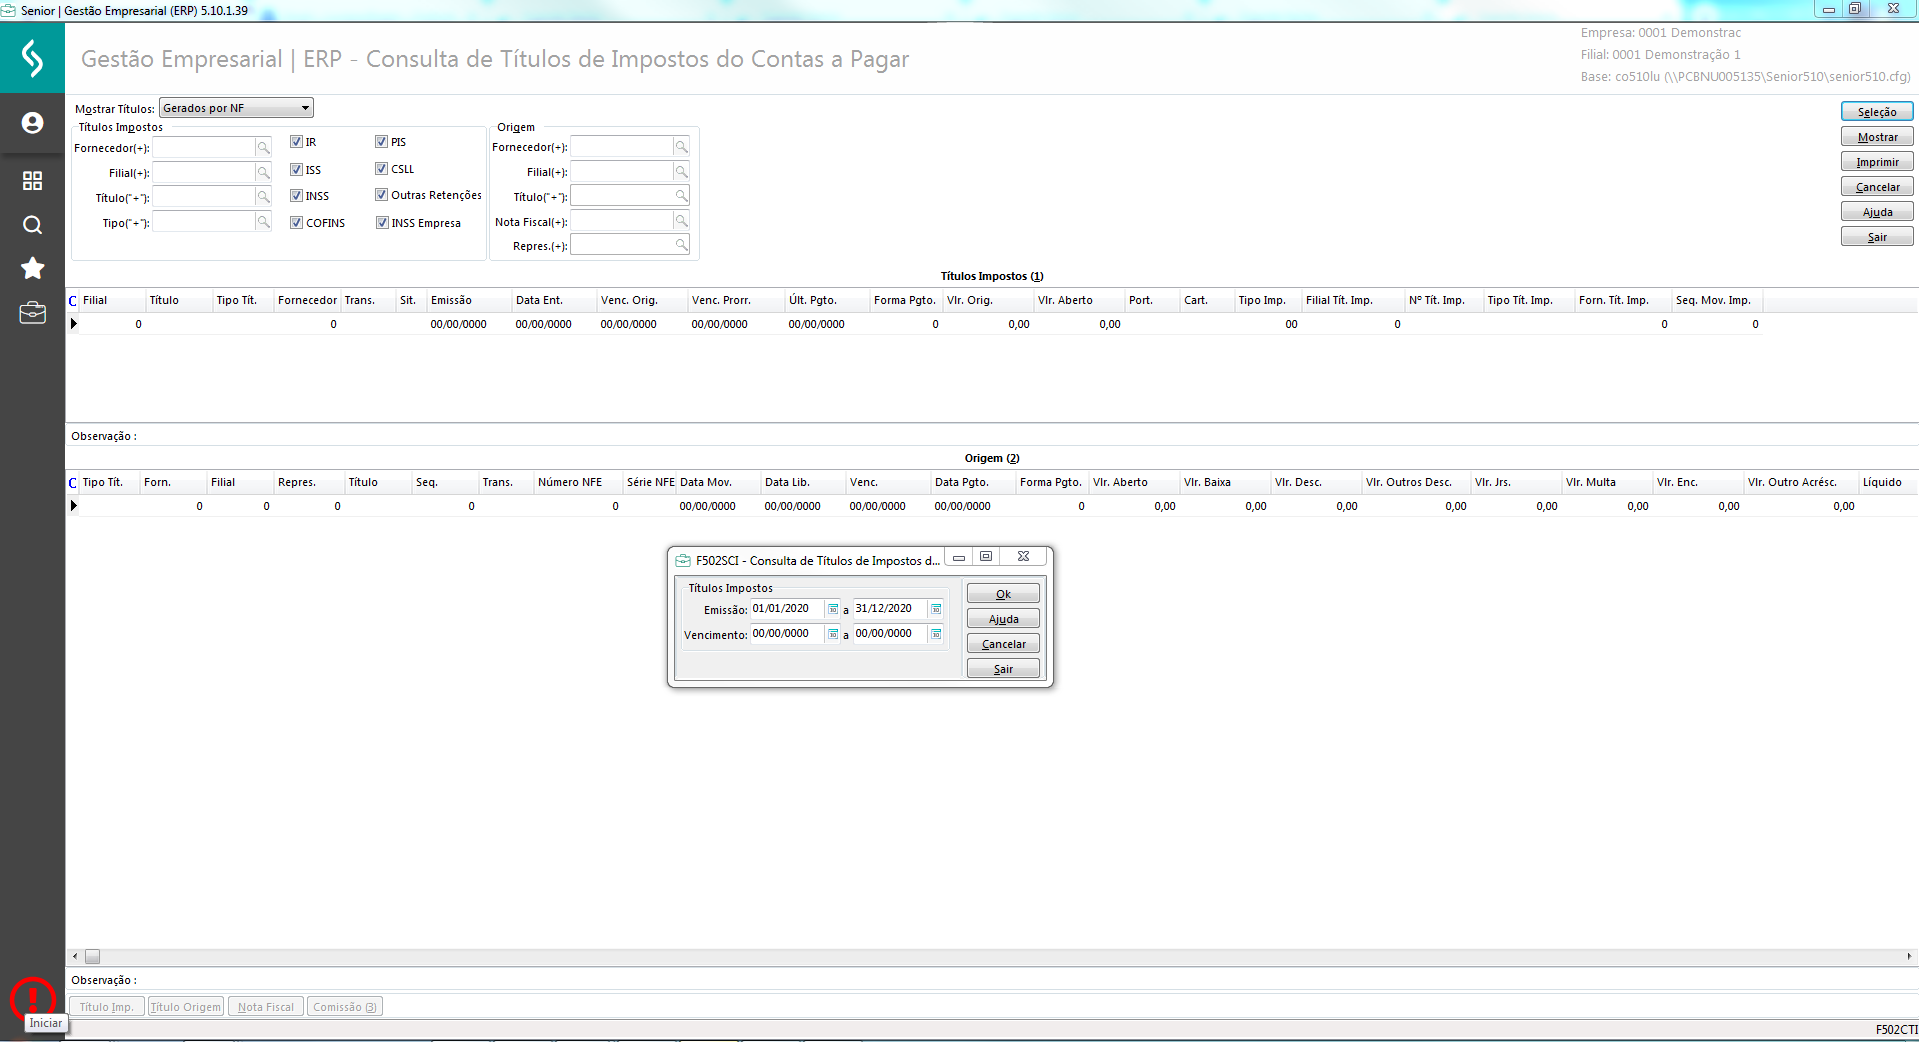 Senior | Gestão Empresarial (ERP) 5.10.1.39
Gestão Empresarial | ERP - Consulta de Títulos de Impostos do Contas a Pagar
Empresa: 0001 Demonstrac
Filial: 0001 Demonstração 1
Base: co510lu (\\PCBNU005135\Senior510\senior510.cfg)
Mostrar Títulos: Gerados por NF
Títulos Impostos
Fornecedor(+):
Filial(+):
Título("+"):
Tipo("+"):
IR
ISS
INSS
COFINS
PIS
CSLL
Outras Retenções
INSS Empresa
Origem
Fornecedor(+):
Filial(+):
Título("+"):
Nota Fiscal(+):
Repres.(+):
Seleção
Mostrar
Imprimir
Cancelar
Ajuda
Sair
Títulos Impostos (1)
C Filial Título Tipo Tít. Fornecedor Trans. Sit. Emissão Data Ent. Venc. Orig. Venc. Prorr. Últ. Pgto. Forma Pgto. Vlr. Orig. Vlr. Aberto Port. Cart. Tipo Imp. Filial Tít. Imp. Nº Tít. Imp. Tipo Tít. Imp. Forn. Tít. Imp. Seq. Mov. Imp.
0 0 00/00/0000 00/00/0000 00/00/0000 00/00/0000 00/00/0000 0 0,00 0,00 00 0 0 0
Observação :
Origem (2)
C Tipo Tít. Forn. Filial Repres. Título Seq. Trans. Número NFE Série NFE Data Mov. Data Lib. Venc. Data Pgto. Forma Pgto. Vlr. Aberto Vlr. Baixa Vlr. Desc. Vlr. Outros Desc. Vlr. Jrs. Vlr. Multa Vlr. Enc. Vlr. Outro Acrésc. Líquido
0 0 0 0 0 00/00/0000 00/00/0000 00/00/0000 00/00/0000 0 0,00 0,00 0,00 0,00 0,00 0,00 0,00 0,00
F502SCI - Consulta de Títulos de Impostos d...
Títulos Impostos
Emissão: 01/01/2020 a 31/12/2020
Vencimento: 00/00/0000 a 00/00/0000
Ok
Ajuda
Cancelar
Sair
Observação :
Título Imp. Título Origem Nota Fiscal Comissão (3)
Iniciar
F502CTI